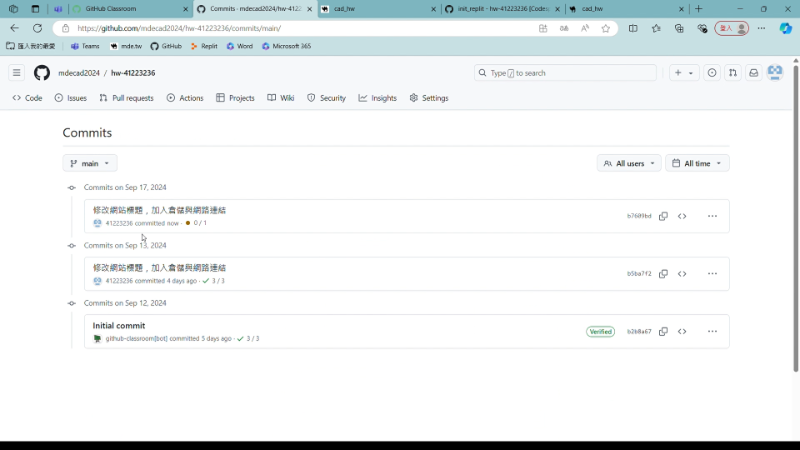 GitHub Classroom
Commits · mdecad2024/hw-4122
cad_hw
init_replit - hw-41223236 [Codes
cad_hw
https://github.com/mdecad2024/hw-41223236/commits/main/
登入
匯入我的最愛
Teams
mde.tw
GitHub
Replit
Word
Microsoft 365
mdecad2024 / hw-41223236
Type / to search
Code
Issues
Pull requests
Actions
Projects
Wiki
Security
Insights
Settings
Commits
main
All users
All time
Commits on Sep 17, 2024
修改網站標題，加入倉儲與網路連結
41223236 committed now · 0 / 1
b7609bd
Commits on Sep 13, 2024
修改網站標題，加入倉儲與網路連結
41223236 committed 4 days ago · 3 / 3
b5ba7f2
Commits on Sep 12, 2024
Initial commit
github-classroom[bot] committed 5 days ago · 3 / 3
Verified
b2b8a67